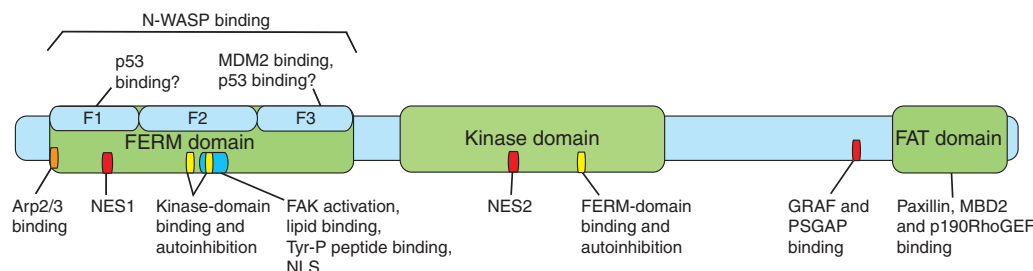 N-WASP binding
p53
binding?
MDM2 binding,
p53 binding?
F1
F2
F3
FERM domain
Kinase domain
FAT domain
Arp2/3
binding
NES1
Kinase-domain
binding and
autoinhibition
FAK activation,
lipid binding,
Tyr-P peptide binding,
NLS
NES2
FERM-domain
binding and
autoinhibition
GRAF and
PSGAP
binding
Paxillin, MBD2
and p190RhoGEF
binding